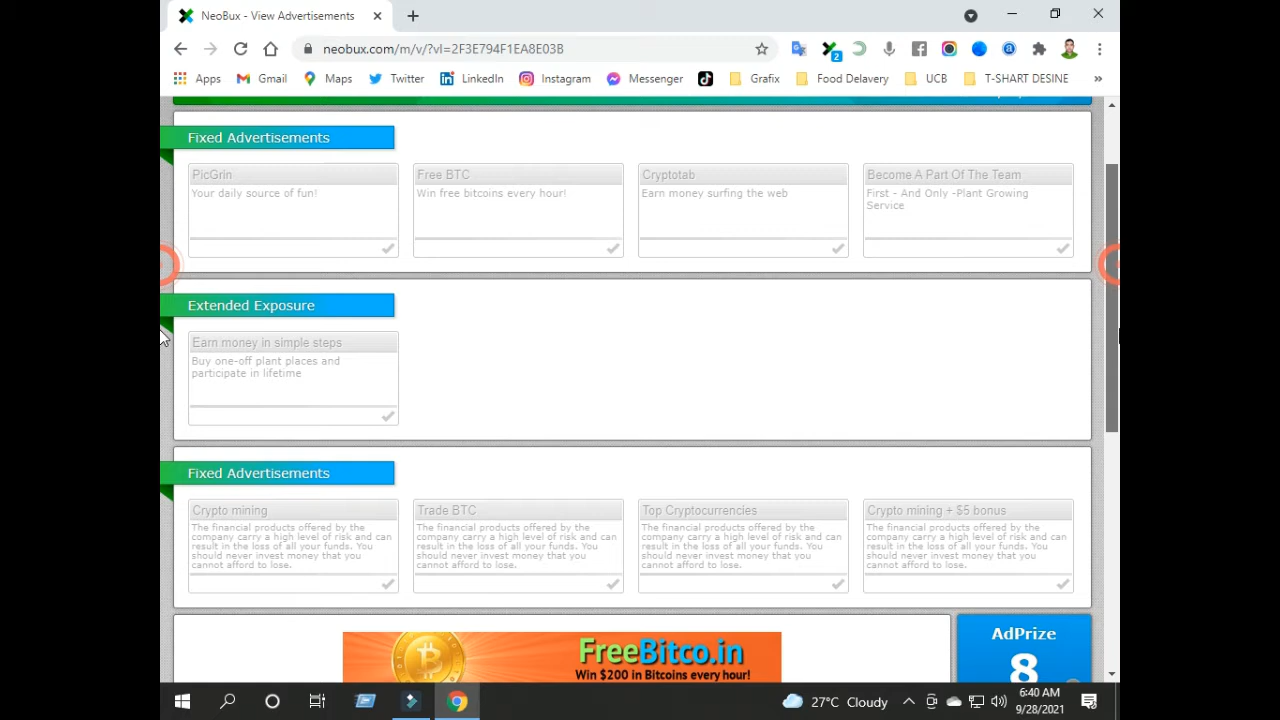 NeoBux - View Advertisements
neobux.com/m/v/?vl=2F3E794F1EA8E03B
2
Apps
Gmail
Maps
Twitter
LinkedIn
Instagram
Messenger
Grafix
Food Delavery
UCB
T-SHART DESINE
»
Fixed Advertisements
PicGrin
Your daily source of fun!
Free BTC
Win free bitcoins every hour!
Cryptotab
Earn money surfing the web
Become A Part Of The Team
First - And Only -Plant Growing
Service
Extended Exposure
Earn money in simple steps
Buy one-off plant places and
participate in lifetime
Fixed Advertisements
Crypto mining
The financial products offered by the
company carry a high level of risk and can
result in the loss of all your funds. You
should never invest money that you
cannot afford to lose.
Trade BTC
The financial products offered by the
company carry a high level of risk and can
result in the loss of all your funds. You
should never invest money that you
cannot afford to lose.
Top Cryptocurrencies
The financial products offered by the
company carry a high level of risk and can
result in the loss of all your funds. You
should never invest money that you
cannot afford to lose.
Crypto mining + $5 bonus
The financial products offered by the
company carry a high level of risk and can
result in the loss of all your funds. You
should never invest money that you
cannot afford to lose.
FreeBitco.in
Win $200 in Bitcoins every hour!
AdPrize
8
27°C Cloudy
6:40 AM
9/28/2021